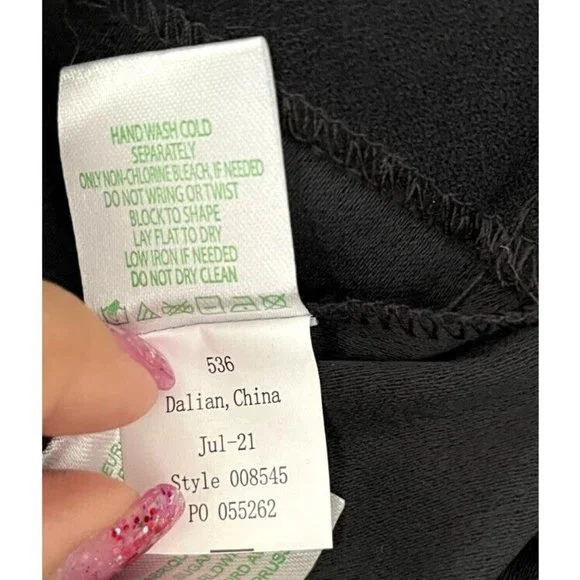 HAND WASH COLD
SEPARATELY
ONLY NON-CHLORINE BLEACH, IF NEEDED
DO NOT WRING OR TWIST
BLOCK TO SHAPE
LAY FLAT TO DRY
LOW IRON IF NEEDED
DO NOT DRY CLEAN
536
Dalian, China
Jul-21
Style 008545
PO 055262